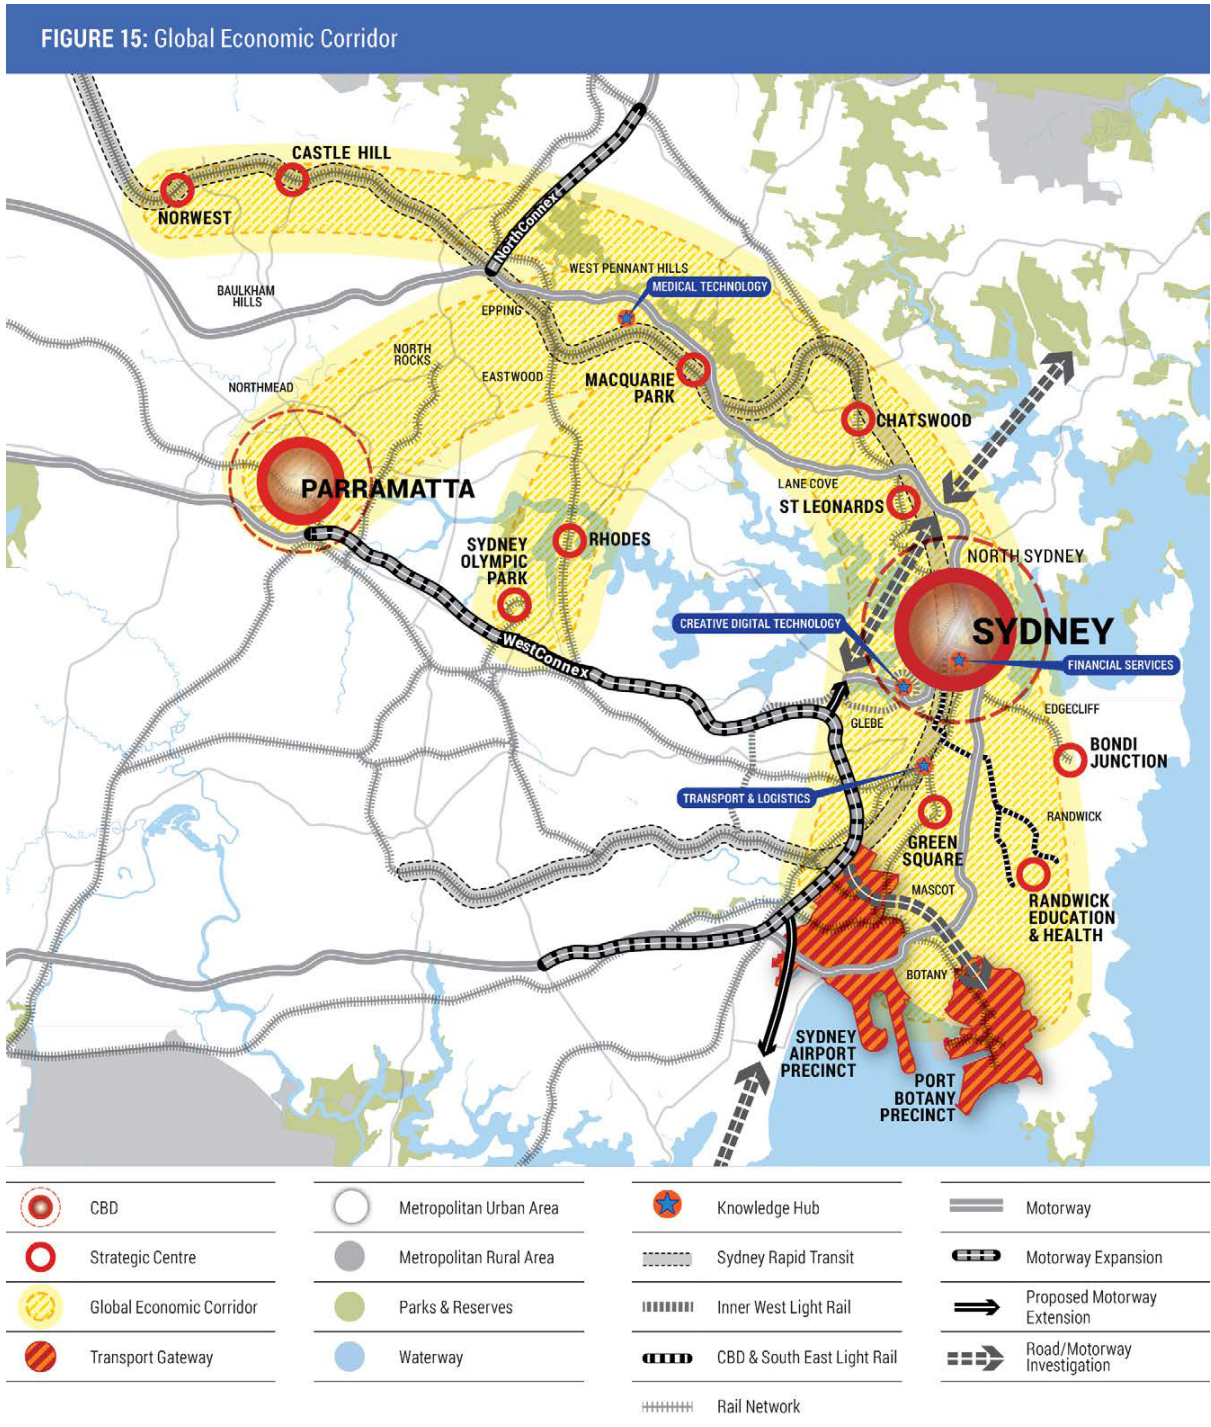 FIGURE 15: Global Economic Corridor
CASTLE HILL
NORWEST
NorthConnex
WEST PENNANT HILLS
MEDICAL TECHNOLOGY
BAULKHAM
HILLS
EPPING
NORTH
ROCKS
EASTWOOD
NORTHMEAD
MACQUARIE
PARK
CHATSWOOD
LANE COVE
ST LEONARDS
PARRAMATTA
SYDNEY
OLYMPIC
PARK
RHODES
NORTH SYDNEY
CREATIVE DIGITAL TECHNOLOGY
SYDNEY
WestConnex
FINANCIAL SERVICES
GLEBE
EDGECLIFF
BONDI
JUNCTION
TRANSPORT & LOGISTICS
RANDWICK
GREEN
SQUARE
MASCOT
RANDWICK
EDUCATION
& HEALTH
BOTANY
SYDNEY
AIRPORT
PRECINCT
PORT
BOTANY
PRECINCT
CBD
Strategic Centre
Global Economic Corridor
Transport Gateway
Metropolitan Urban Area
Metropolitan Rural Area
Parks & Reserves
Waterway
Knowledge Hub
Sydney Rapid Transit
Inner West Light Rail
CBD & South East Light Rail
Rail Network
Motorway
Motorway Expansion
Proposed Motorway
Extension
Road/Motorway
Investigation